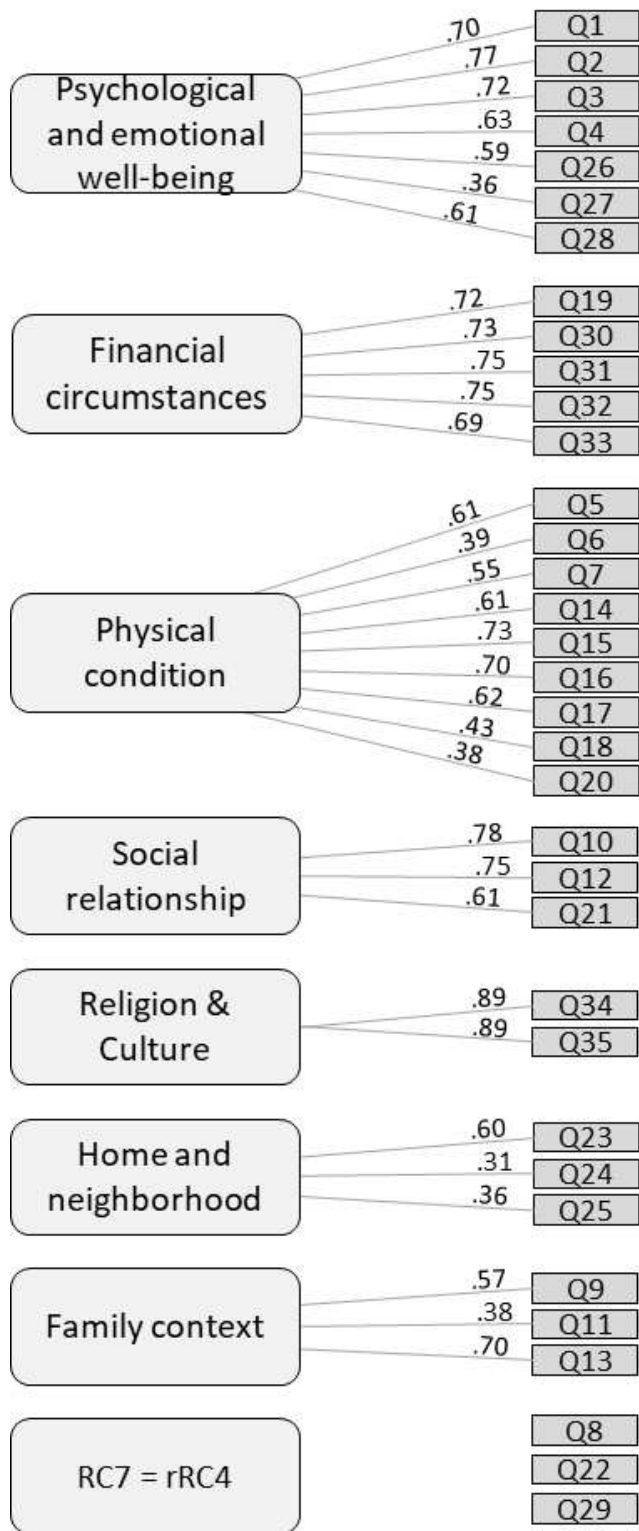 Psychological
and emotional
well-being
.70 Q1
.77 Q2
.72 Q3
.63 Q4
.59 Q26
.36 Q27
.61 Q28
Financial
circumstances
.72 Q19
.73 Q30
.75 Q31
.75 Q32
.69 Q33
Physical
condition
.61 Q5
.39 Q6
.55 Q7
.61 Q14
.73 Q15
.70 Q16
.62 Q17
.43 Q18
.38 Q20
Social
relationship
.78 Q10
.75 Q12
.61 Q21
Religion &
Culture
.89 Q34
.89 Q35
Home and
neighborhood
.60 Q23
.31 Q24
.36 Q25
Family context
.57 Q9
.38 Q11
.70 Q13
RC7 = rRC4
Q8
Q22
Q29